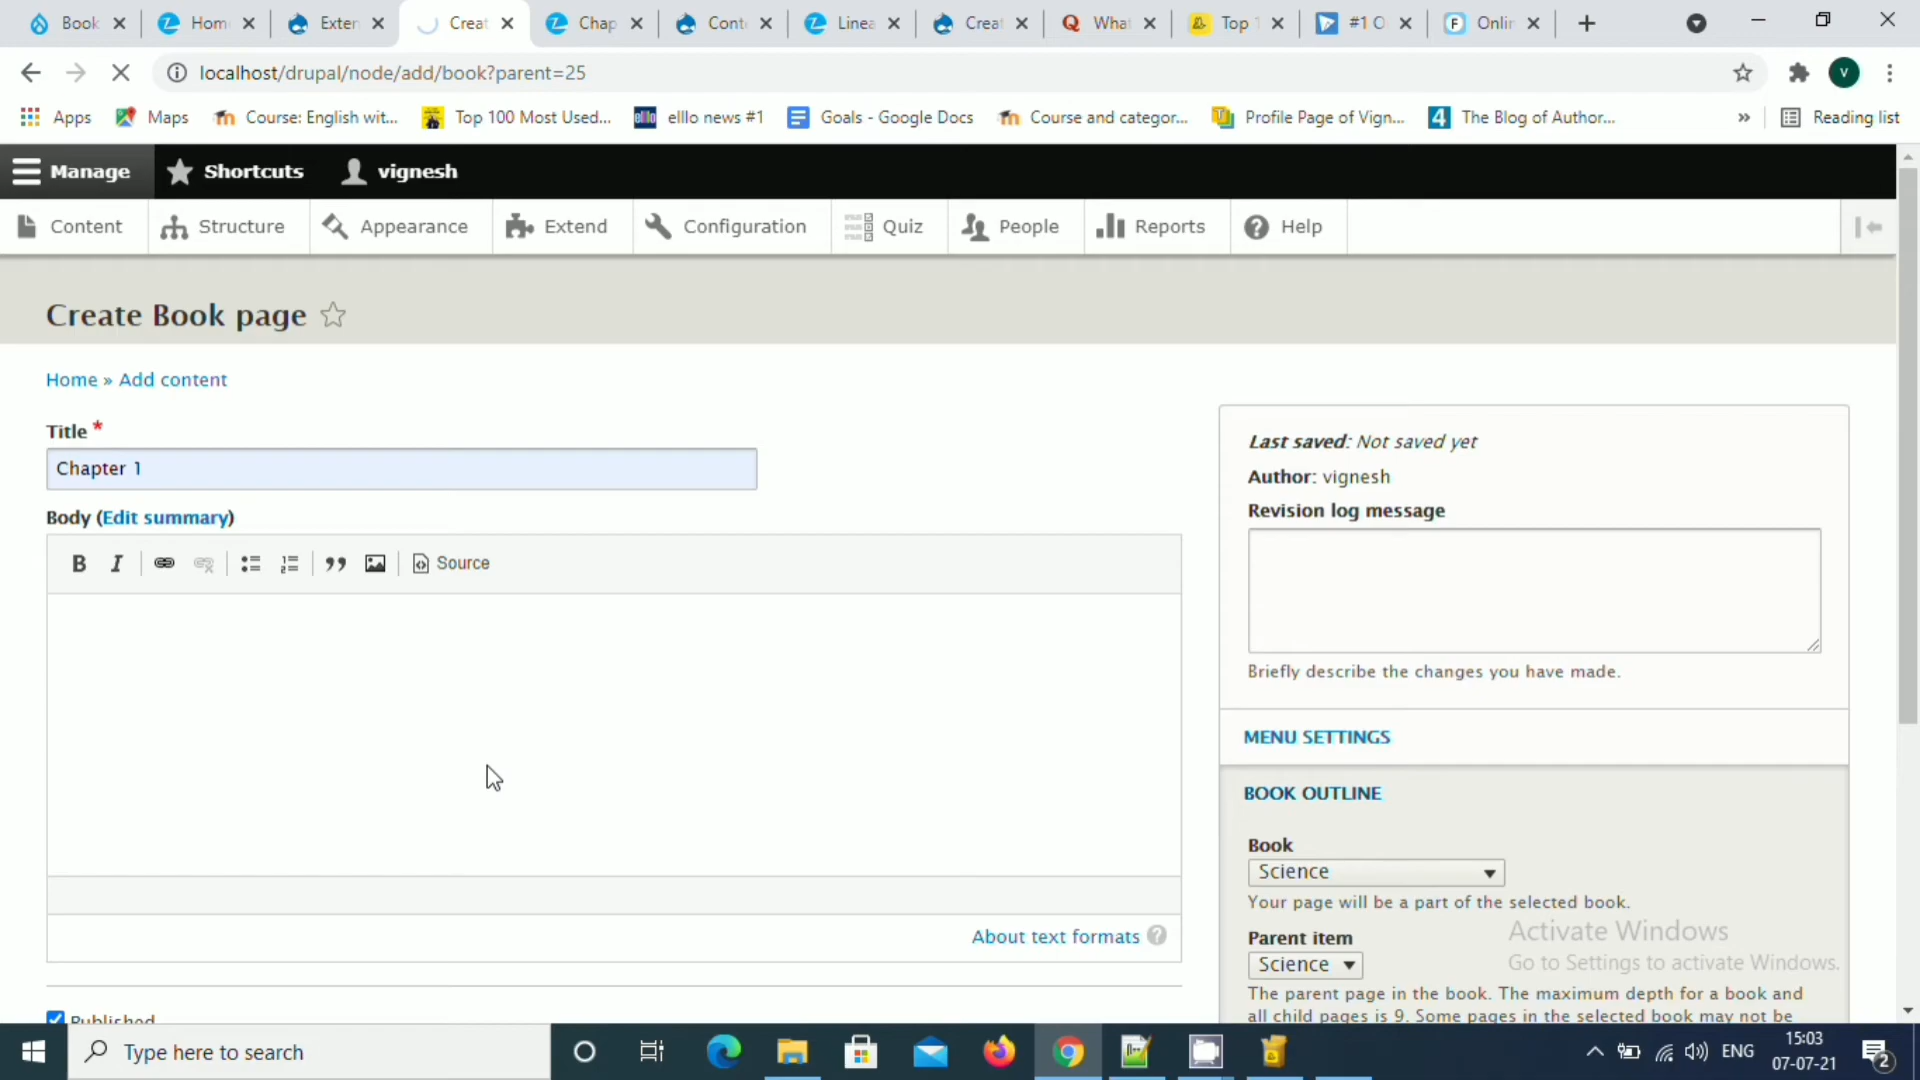 Book
Hom
Exter
Creat
Chap
Cont
Linea
Creat
What
Top 1
#1 O
Onlin
localhost/drupal/node/add/book?parent=25
V
Apps
Maps
Course: English wit...
Top 100 Most Used...
elllo news #1
Goals - Google Docs
Course and categor...
Profile Page of Vign...
The Blog of Author...
»
Reading list
Manage
Shortcuts
vignesh
Content
Structure
Appearance
Extend
Configuration
Quiz
People
Reports
Help
Create Book page
Home » Add content
Title *
Chapter 1
Body (Edit summary)
B I Source
About text formats ?
Published
Last saved: Not saved yet
Author: vignesh
Revision log message
Briefly describe the changes you have made.
MENU SETTINGS
BOOK OUTLINE
Book
Science
Your page will be a part of the selected book.
Parent item
Science
The parent page in the book. The maximum depth for a book and
all child pages is 9. Some pages in the selected book may not be
Activate Windows
Go to Settings to activate Windows.
Type here to search
ENG
15:03
07-07-21
2